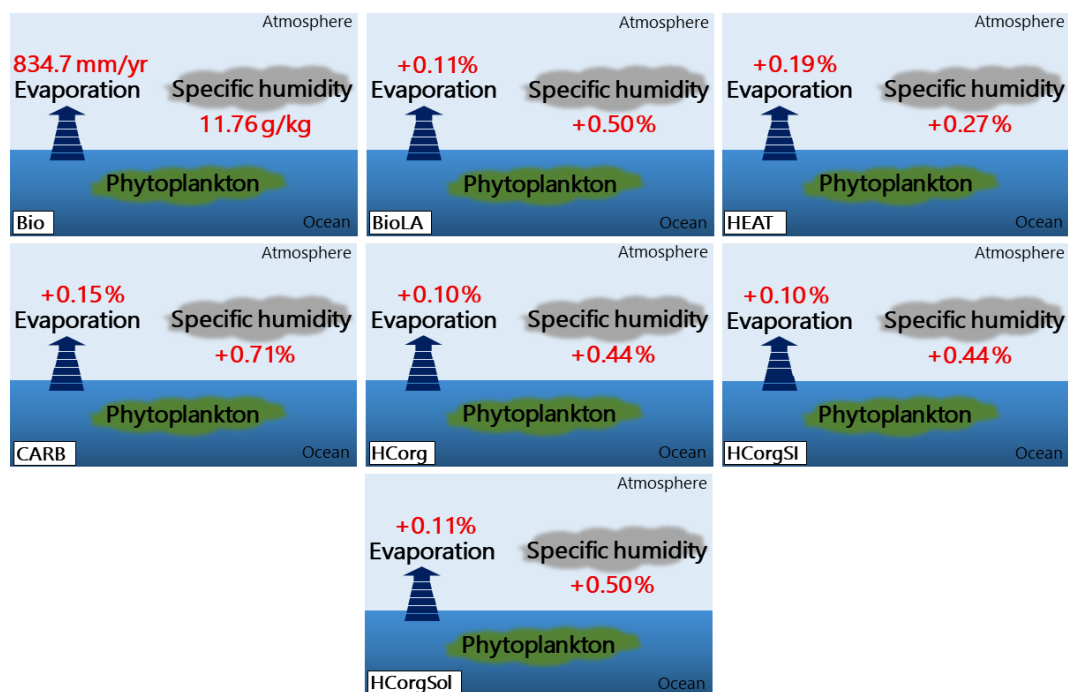 Atmosphere
834.7 mm/yr
Evaporation
Specific humidity
11.76 g/kg
Phytoplankton
Bio
Ocean
Atmosphere
+0.11%
Evaporation
Specific humidity
+0.50%
Phytoplankton
BioLA
Ocean
Atmosphere
+0.19%
Evaporation
Specific humidity
+0.27%
Phytoplankton
HEAT
Ocean
Atmosphere
+0.15%
Evaporation
Specific humidity
+0.71%
Phytoplankton
CARB
Ocean
Atmosphere
+0.10%
Evaporation
Specific humidity
+0.44%
Phytoplankton
HCorg
Ocean
Atmosphere
+0.10%
Evaporation
Specific humidity
+0.44%
Phytoplankton
HCorgSI
Ocean
Atmosphere
+0.11%
Evaporation
Specific humidity
+0.50%
Phytoplankton
HCorgSol
Ocean